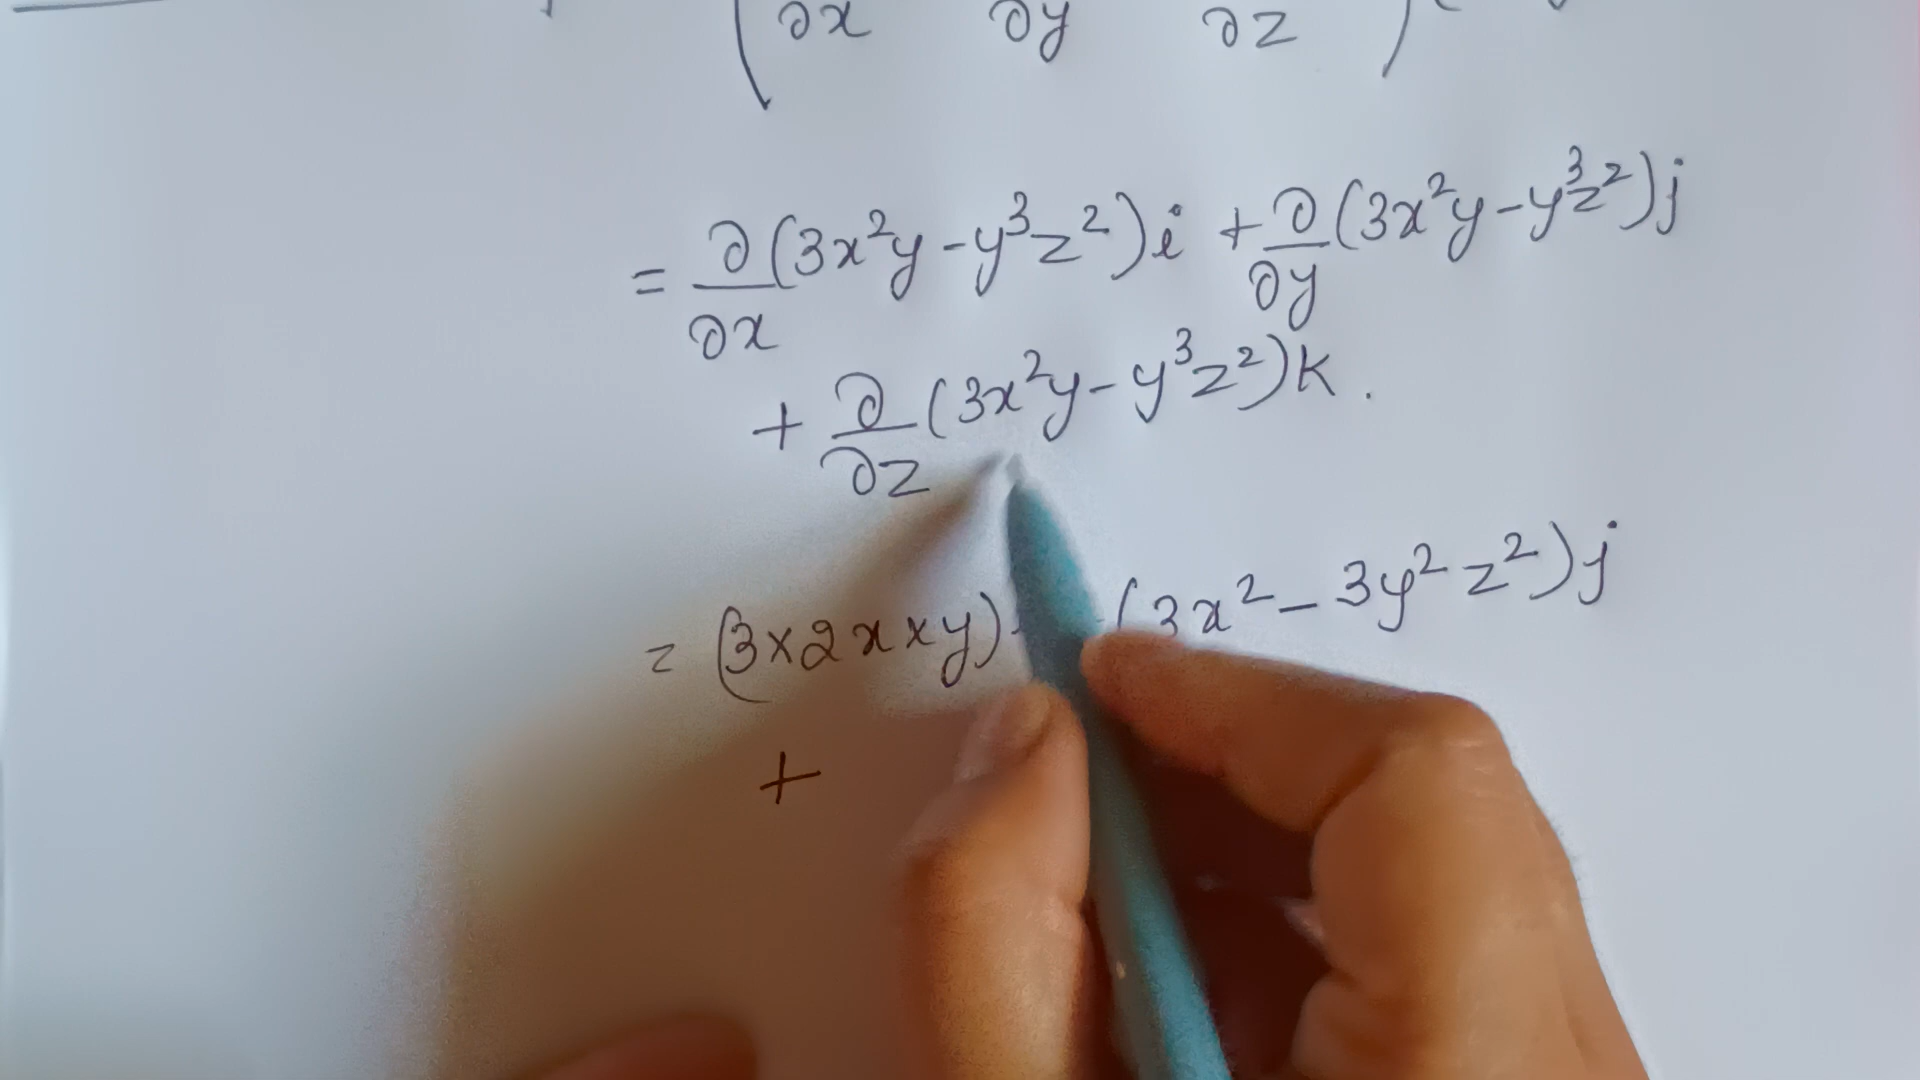 ∂x ∂y ∂z
= ∂/∂x (3x²y - y³z²)i + ∂/∂y (3x²y - y³z²)j
+ ∂/∂z (3x²y - y³z²)k.
= (3×2x×y) (3x² - 3y²z²)j
+